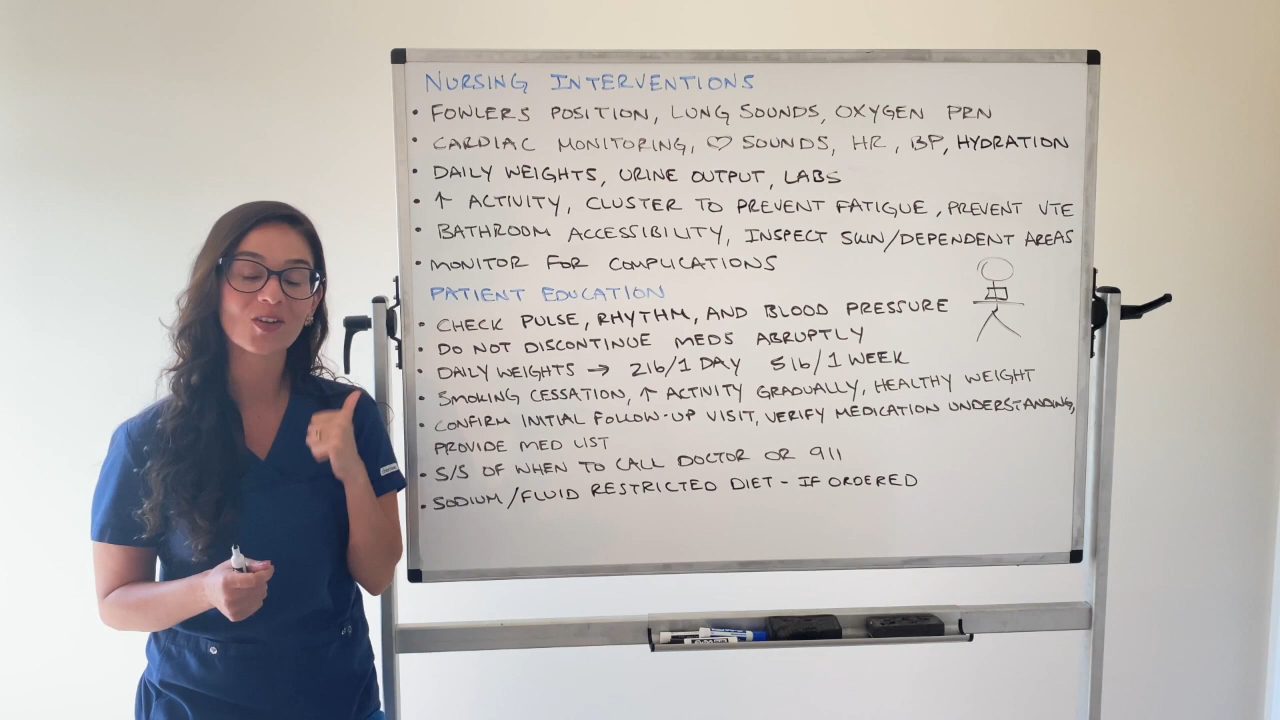 NURSING INTERVENTIONS
• FOWLERS POSITION, LUNG SOUNDS, OXYGEN PRN
• CARDIAC MONITORING, ♡ SOUNDS, HR, BP, HYDRATION
• DAILY WEIGHTS, URINE OUTPUT, LABS
• ↑ ACTIVITY, CLUSTER TO PREVENT FATIGUE, PREVENT VTE
• BATHROOM ACCESSIBILITY, INSPECT SKIN/DEPENDENT AREAS
• MONITOR FOR COMPLICATIONS
PATIENT EDUCATION
• CHECK PULSE, RHYTHM, AND BLOOD PRESSURE
• DO NOT DISCONTINUE MEDS ABRUPTLY
• DAILY WEIGHTS → 2lb/1 DAY 5lb/1 WEEK
• SMOKING CESSATION, ↑ ACTIVITY GRADUALLY, HEALTHY WEIGHT
• CONFIRM INITIAL FOLLOW-UP VISIT, VERIFY MEDICATION UNDERSTANDING,
PROVIDE MED LIST
• S/S OF WHEN TO CALL DOCTOR OR 911
• SODIUM/FLUID RESTRICTED DIET - IF ORDERED